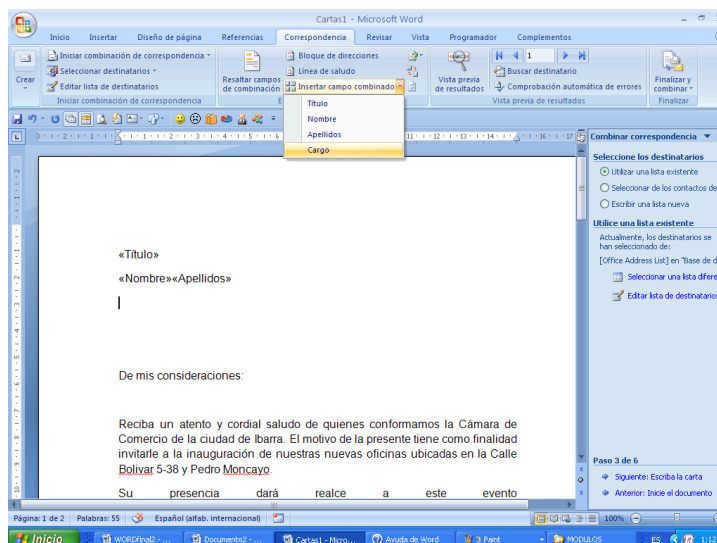 Cartas1 - Microsoft Word
Inicio Insertar Diseño de página Referencias Correspondencia Revisar Vista Programador Complementos
Crear
Iniciar combinación de correspondencia
Seleccionar destinatarios
Editar lista de destinatarios
Iniciar combinación de correspondencia
Resaltar campos de combinación
Bloque de direcciones
Línea de saludo
Insertar campo combinado
Título
Nombre
Apellidos
Cargo
Vista previa de resultados
1
Buscar destinatario
Comprobación automática de errores
Vista previa de resultados
Finalizar y combinar
Finalizar
Combinar correspondencia
Seleccione los destinatarios
Utilizar una lista existente
Seleccionar de los contactos de
Escribir una lista nueva
Utilice una lista existente
Actualmente, los destinatarios se
han seleccionado de:
[Office Address List] en "Base de d
Seleccionar una lista difere
Editar lista de destinatarios
Paso 3 de 6
Siguiente: Escriba la carta
Anterior: Inicie el documento
«Título»
«Nombre»«Apellidos»
De mis consideraciones:
Reciba un atento y cordial saludo de quienes conformamos la Cámara de
Comercio de la ciudad de Ibarra. El motivo de la presente tiene como finalidad
invitarle a la inauguración de nuestras nuevas oficinas ubicadas en la Calle
Bolivar 5-38 y Pedro Moncayo.
Su presencia dará realce a este evento
Página: 1 de 2 Palabras: 55 Español (alfab. internacional) 100%
Inicio WORDFinal2 - ... Documento2 - ... Cartas1 - Micro... Ayuda de Word 3 Paint MODULOS ES 1:12